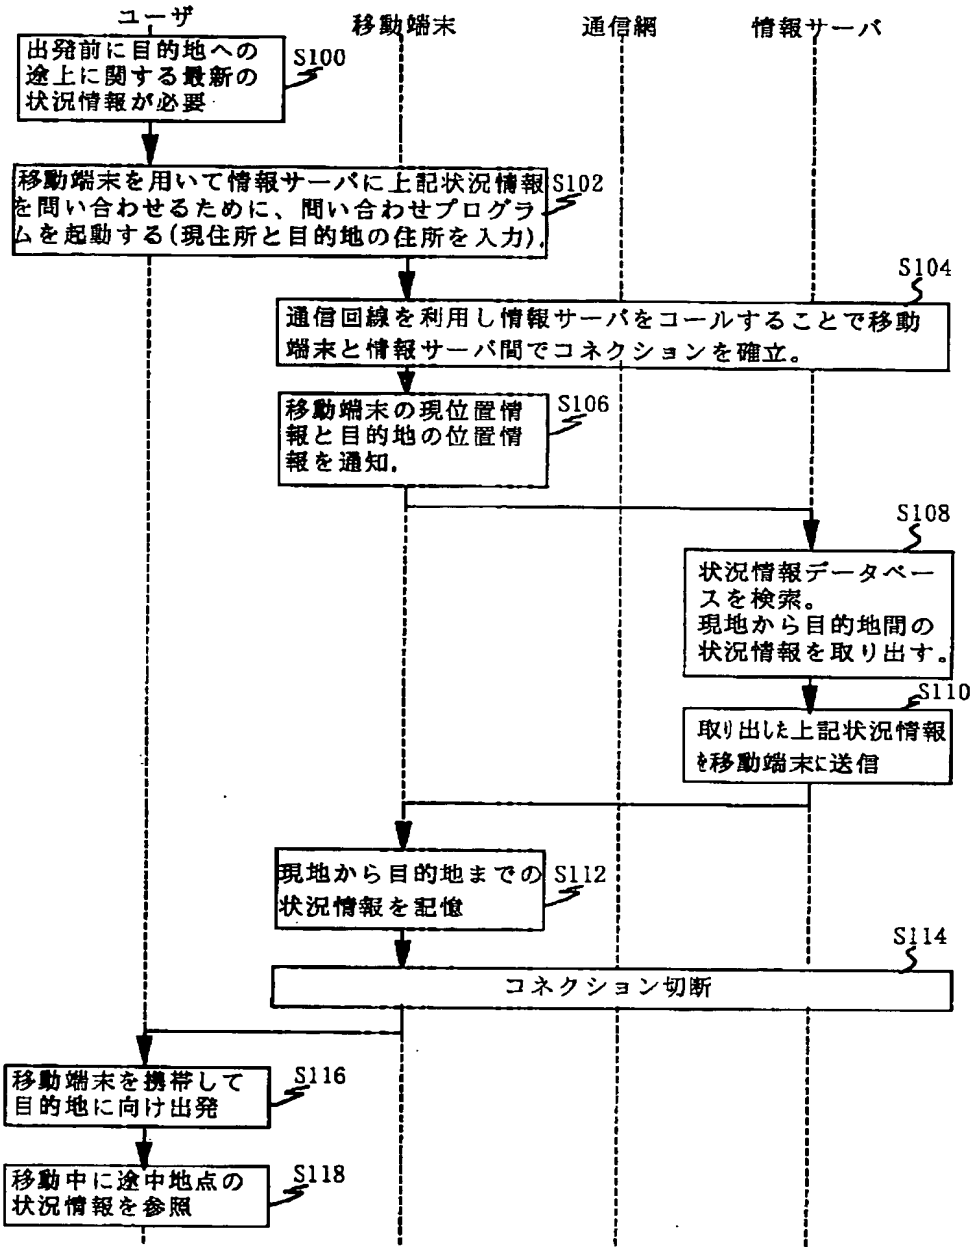 ユーザ
移動端末
通信網
情報サーバ
出発前に目的地への
途上に関する最新の
状況情報が必要
S100
移動端末を用いて情報サーバに上記状況情報
を問い合わせるために、問い合わせプログラ
ムを起動する(現住所と目的地の住所を入力).
S102
S104
通信回線を利用し情報サーバをコールすることで移動
端末と情報サーバ間でコネクションを確立。
移動端末の現位置情
報と目的地の位置情
報を通知.
S106
S108
状況情報データベー
スを検索。
現地から目的地間の
状況情報を取り出す。
S110
取り出した上記状況情報
を移動端末に送信
現地から目的地までの
状況情報を記憶
S112
S114
コネクション切断
移動端末を携帯して
目的地に向け出発
S116
移動中に途中地点の
状況情報を参照
S118